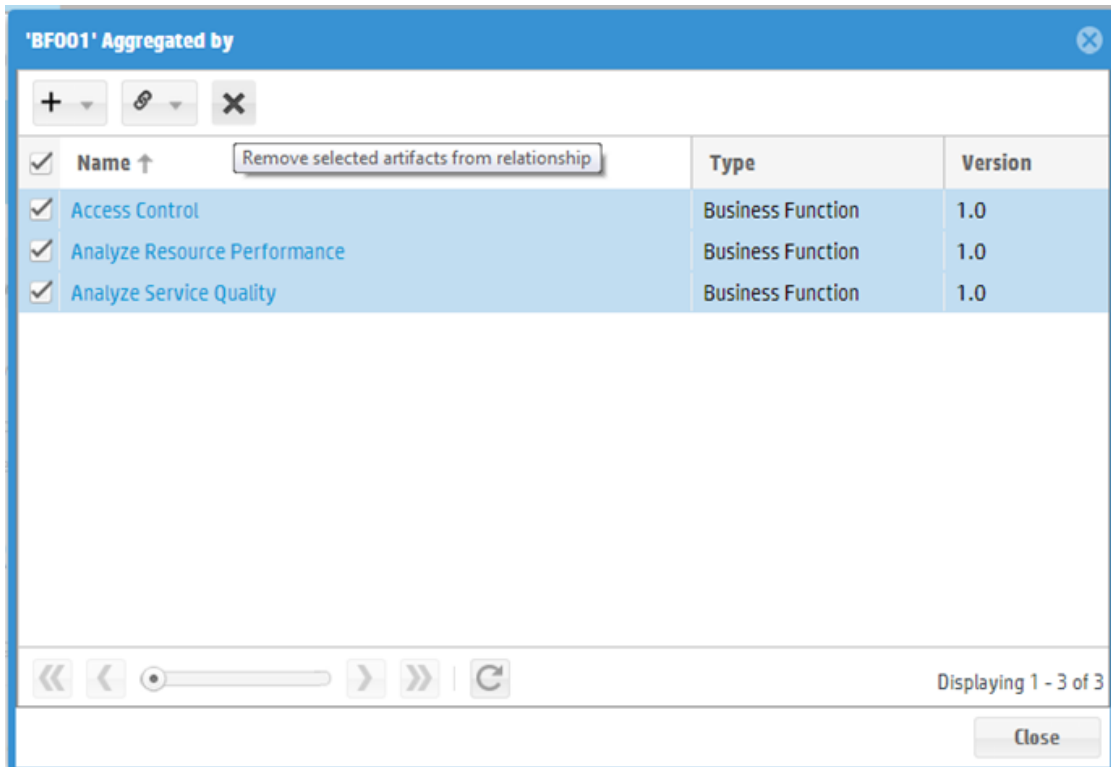 'BF001' Aggregated by
Remove selected artifacts from relationship
Name Type Version
Access Control Business Function 1.0
Analyze Resource Performance Business Function 1.0
Analyze Service Quality Business Function 1.0
Displaying 1 - 3 of 3
Close